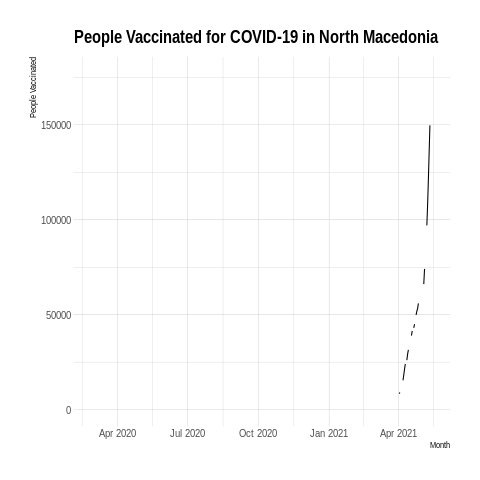 People Vaccinated for COVID-19 in North Macedonia
People Vaccinated
150000
100000
50000
0
Apr 2020 Jul 2020 Oct 2020 Jan 2021 Apr 2021
Month